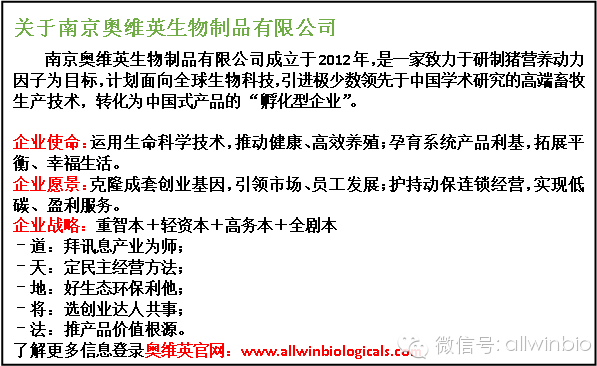 关于南京奥维英生物制品有限公司
南京奥维英生物制品有限公司成立于2012年,是一家致力于研制猪营养动力
因子为目标,计划面向全球生物科技,引进极少数领先于中国学术研究的高端畜牧
生产技术，转化为中国式产品的“孵化型企业”。
企业使命:运用生命科学技术,推动健康、高效养殖;孕育系统产品利基,拓展平
衡、幸福生活。
企业愿景:克隆成套创业基因,引领市场、员工发展;护持动保连锁经营,实现低
碳、盈利服务。
企业战略:重智本＋轻资本＋高务本＋全剧本
－道：拜讯息产业为师;
－天：定民主经营方法;
－地：好生态环保利他;
－将：选创业达人共事;
－法：推产品价值根源。
了解更多信息登录奥维英官网：www.allwinbiologicals.co
微信号: allwinbio